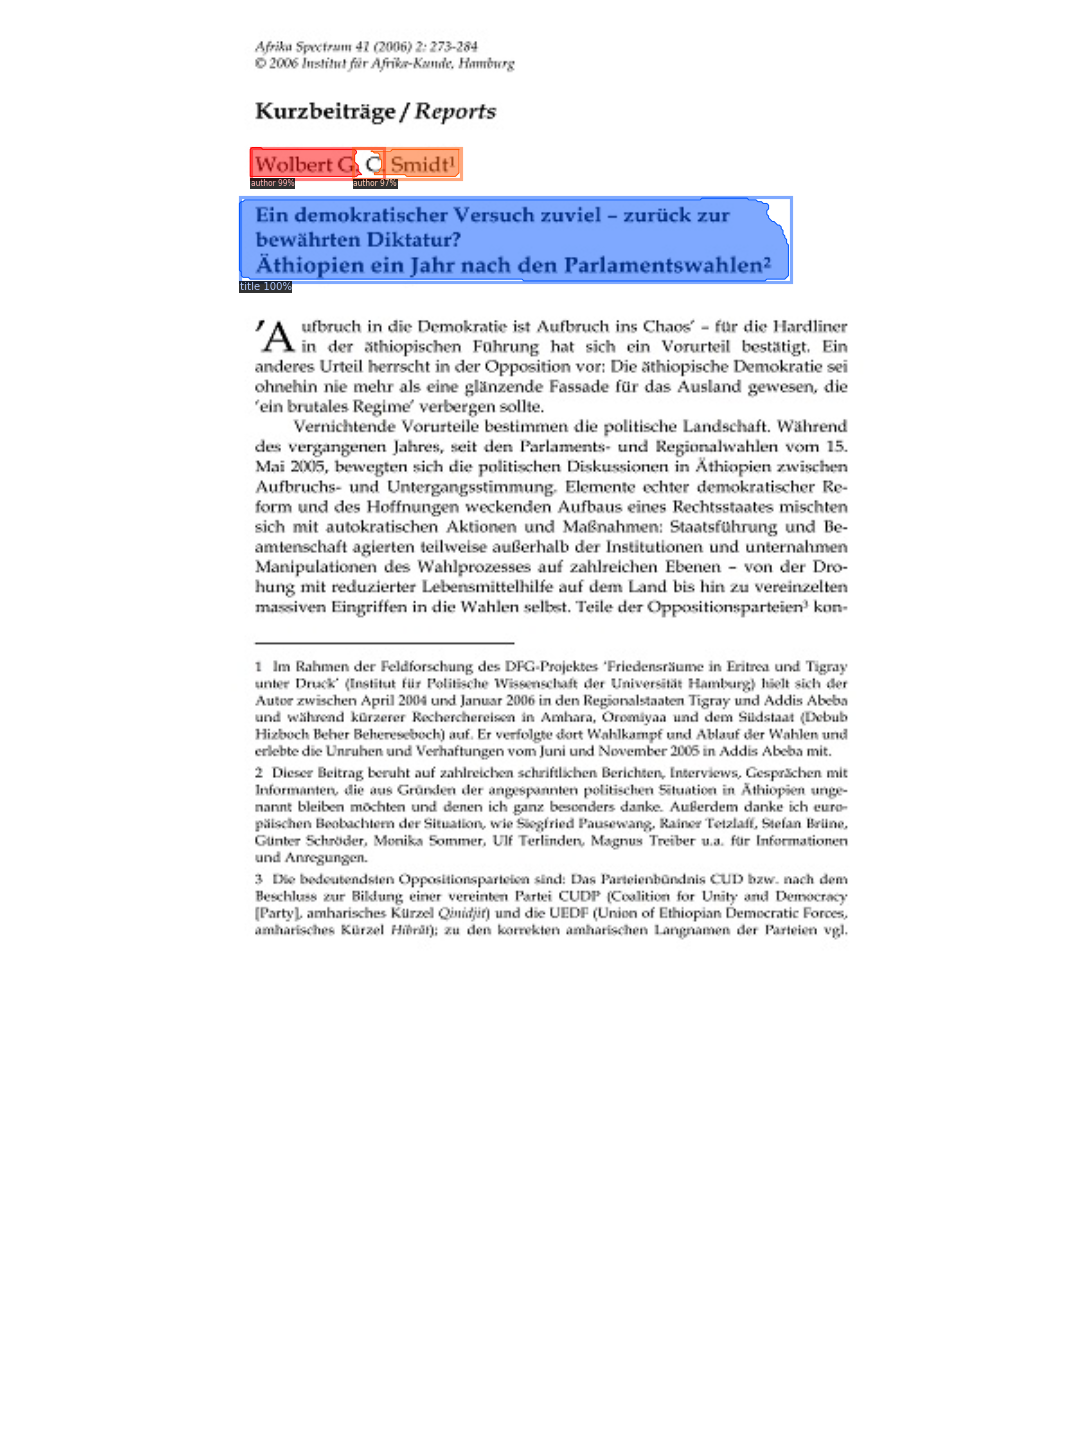 Afrika Spectrum 41 (2006) 2: 273-284
© 2006 Institut für Afrika-Kunde, Hamburg
Kurzbeiträge / Reports
Wolbert G. C. Smidt¹
author 99% author 97%
Ein demokratischer Versuch zuviel – zurück zur
bewährten Diktatur?
Äthiopien ein Jahr nach den Parlamentswahlen²
title 100%
'Aufbruch in die Demokratie ist Aufbruch ins Chaos' – für die Hardliner
in der äthiopischen Führung hat sich ein Vorurteil bestätigt. Ein
anderes Urteil herrscht in der Opposition vor: Die äthiopische Demokratie sei
ohnehin nie mehr als eine glänzende Fassade für das Ausland gewesen, die
'ein brutales Regime' verbergen sollte.
Vernichtende Vorurteile bestimmen die politische Landschaft. Während
des vergangenen Jahres, seit den Parlaments- und Regionalwahlen vom 15.
Mai 2005, bewegten sich die politischen Diskussionen in Äthiopien zwischen
Aufbruchs- und Untergangsstimmung. Elemente echter demokratischer Re-
form und des Hoffnungen weckenden Aufbaus eines Rechtsstaates mischten
sich mit autokratischen Aktionen und Maßnahmen: Staatsführung und Be-
amtenschaft agierten teilweise außerhalb der Institutionen und unternahmen
Manipulationen des Wahlprozesses auf zahlreichen Ebenen – von der Dro-
hung mit reduzierter Lebensmittelhilfe auf dem Land bis hin zu vereinzelten
massiven Eingriffen in die Wahlen selbst. Teile der Oppositionsparteien³ kon-
1 Im Rahmen der Feldforschung des DFG-Projektes 'Friedensräume in Eritrea und Tigray
unter Druck' (Institut für Politische Wissenschaft der Universität Hamburg) hielt sich der
Autor zwischen April 2004 und Januar 2006 in den Regionalstaaten Tigray und Addis Abeba
und während kürzerer Recherchereisen in Amhara, Oromiyaa und dem Südstaat (Debub
Hizboch Beher Behereseboch) auf. Er verfolgte dort Wahlkampf und Ablauf der Wahlen und
erlebte die Unruhen und Verhaftungen vom Juni und November 2005 in Addis Abeba mit.
2 Dieser Beitrag beruht auf zahlreichen schriftlichen Berichten, Interviews, Gesprächen mit
Informanten, die aus Gründen der angespannten politischen Situation in Äthiopien unge-
nannt bleiben möchten und denen ich ganz besonders danke. Außerdem danke ich euro-
päischen Beobachtern der Situation, wie Siegfried Pausewang, Rainer Tetzlaff, Stefan Brüne,
Günter Schröder, Monika Sommer, Ulf Terlinden, Magnus Treiber u.a. für Informationen
und Anregungen.
3 Die bedeutendsten Oppositionsparteien sind: Das Parteienbündnis CUD bzw. nach dem
Beschluss zur Bildung einer vereinten Partei CUDP (Coalition for Unity and Democracy
[Party], amharisches Kürzel Qinidjit) und die UEDF (Union of Ethiopian Democratic Forces,
amharisches Kürzel Hibrät); zu den korrekten amharischen Langnamen der Parteien vgl.